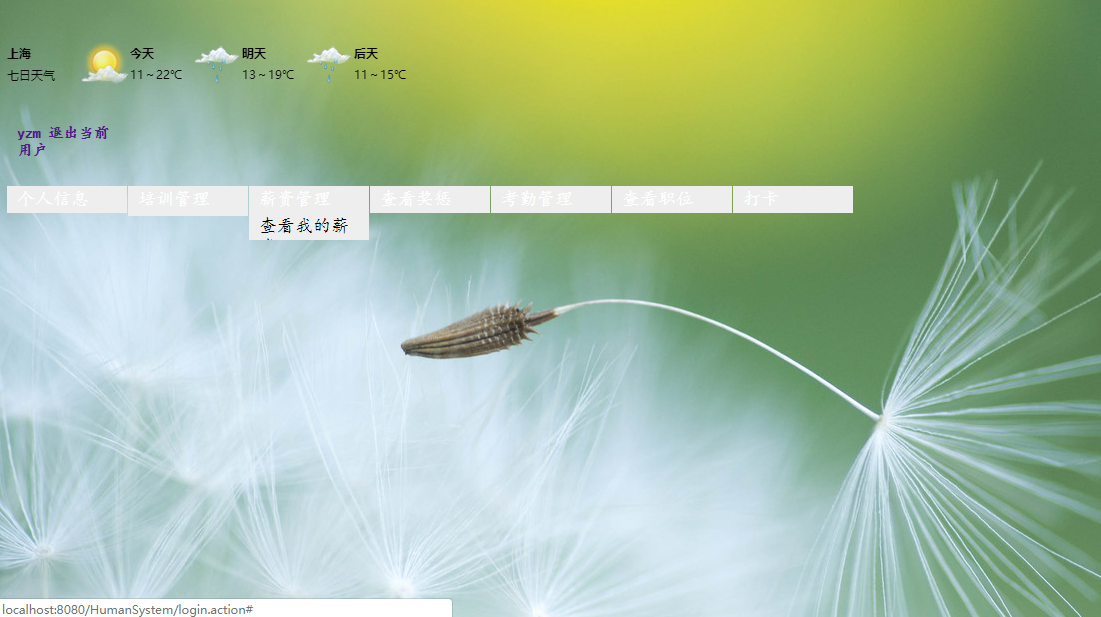 上海 今天 明天 后天
七日天气 11～22℃ 13～19℃ 11～15℃
yzm 退出当前
用户
个人信息 培训管理 薪资管理 查看奖惩 考勤管理 查看职位 打卡
查看我的薪
localhost:8080/HumanSystem/login.action#